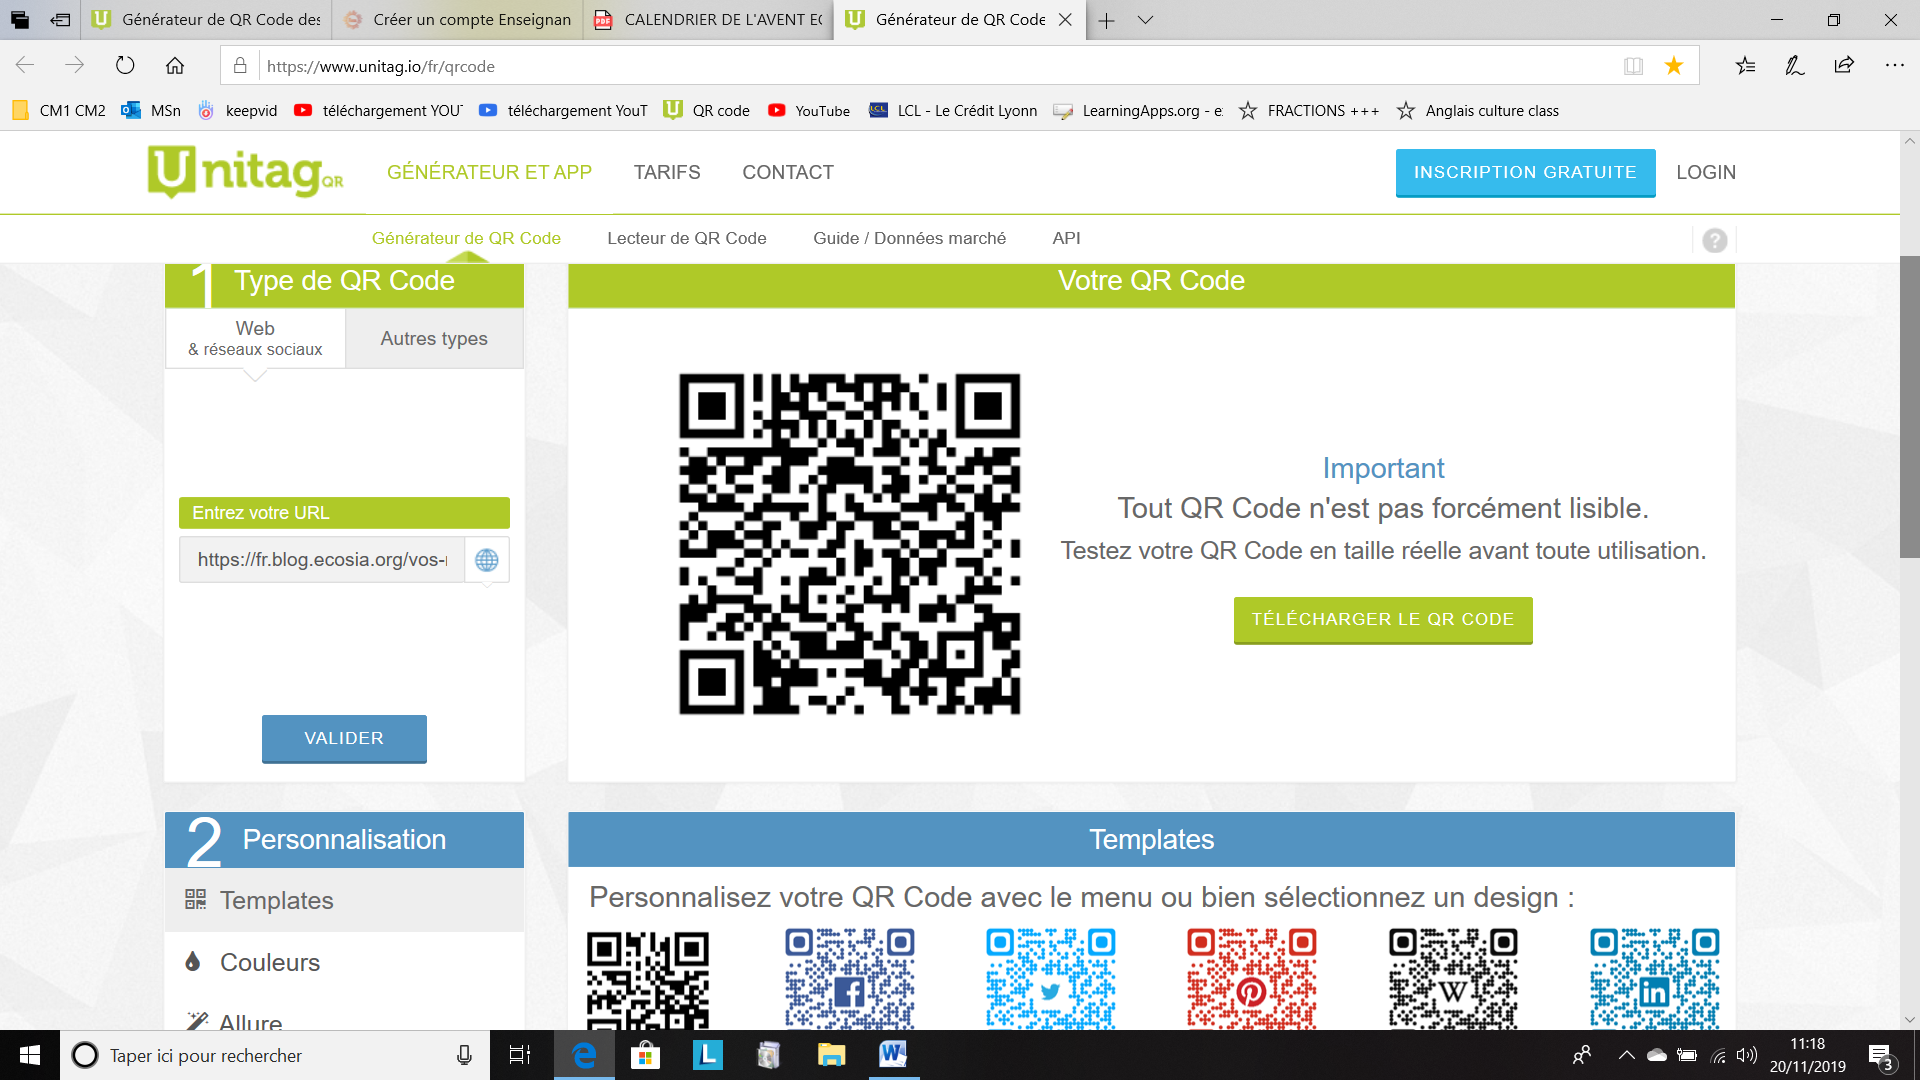 Générateur de QR Code des
Créer un compte Enseignan
PDF
CALENDRIER DE L'AVENT EC
Générateur de QR Code
https://www.unitag.io/fr/qrcode
CM1 CM2
MSn
keepvid
téléchargement YOU
téléchargement YouT
QR code
YouTube
LCL
LCL - Le Crédit Lyonn
LearningApps.org - e
FRACTIONS +++
Anglais culture class
Unitag QR
GÉNÉRATEUR ET APP
TARIFS
CONTACT
INSCRIPTION GRATUITE
LOGIN
Générateur de QR Code
Lecteur de QR Code
Guide / Données marché
API
?
1 Type de QR Code
Web
& réseaux sociaux
Autres types
Entrez votre URL
https://fr.blog.ecosia.org/vos-
VALIDER
Votre QR Code
Important
Tout QR Code n'est pas forcément lisible.
Testez votre QR Code en taille réelle avant toute utilisation.
TÉLÉCHARGER LE QR CODE
2 Personnalisation
Templates
Couleurs
Allure
Templates
Personnalisez votre QR Code avec le menu ou bien sélectionnez un design :
W
in
Taper ici pour rechercher
L
W
11:18
20/11/2019
3